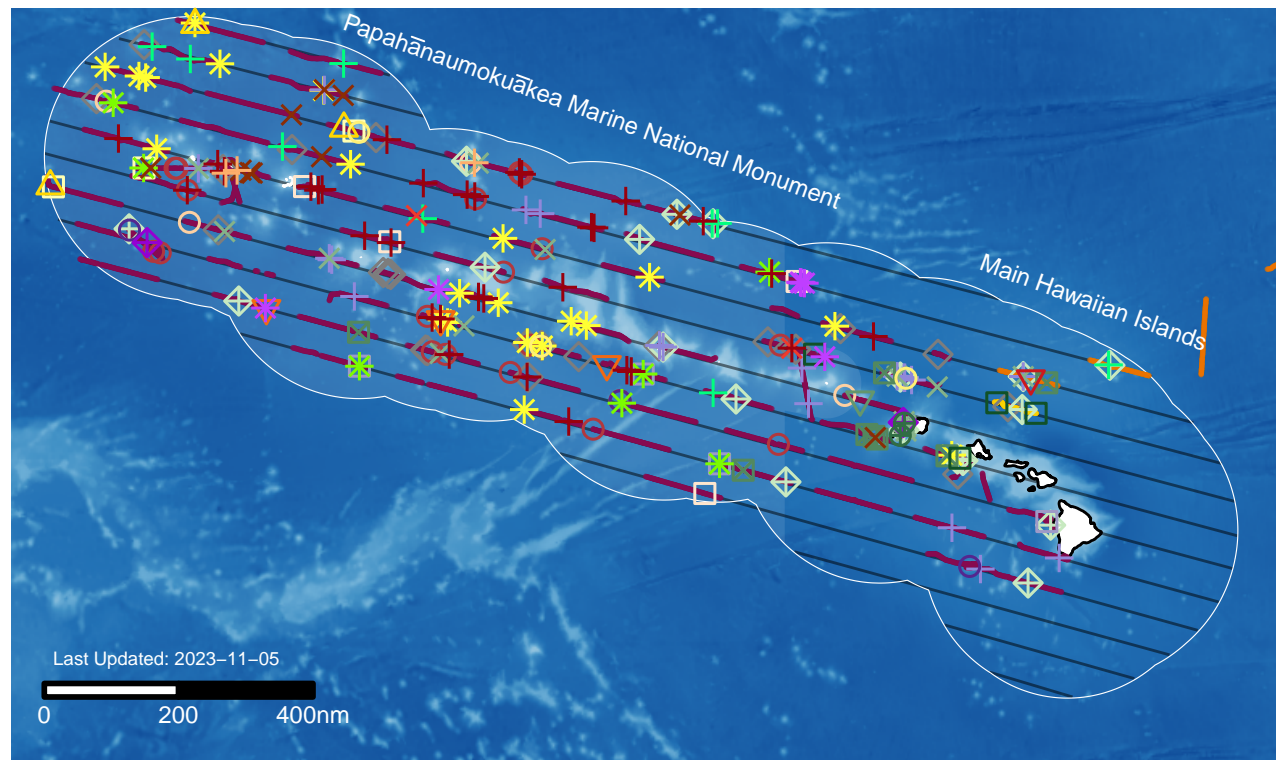 Papahānaumokuākea Marine National Monument
Main Hawaiian Islands
Last Updated: 2023−11−05
0 200 400nm